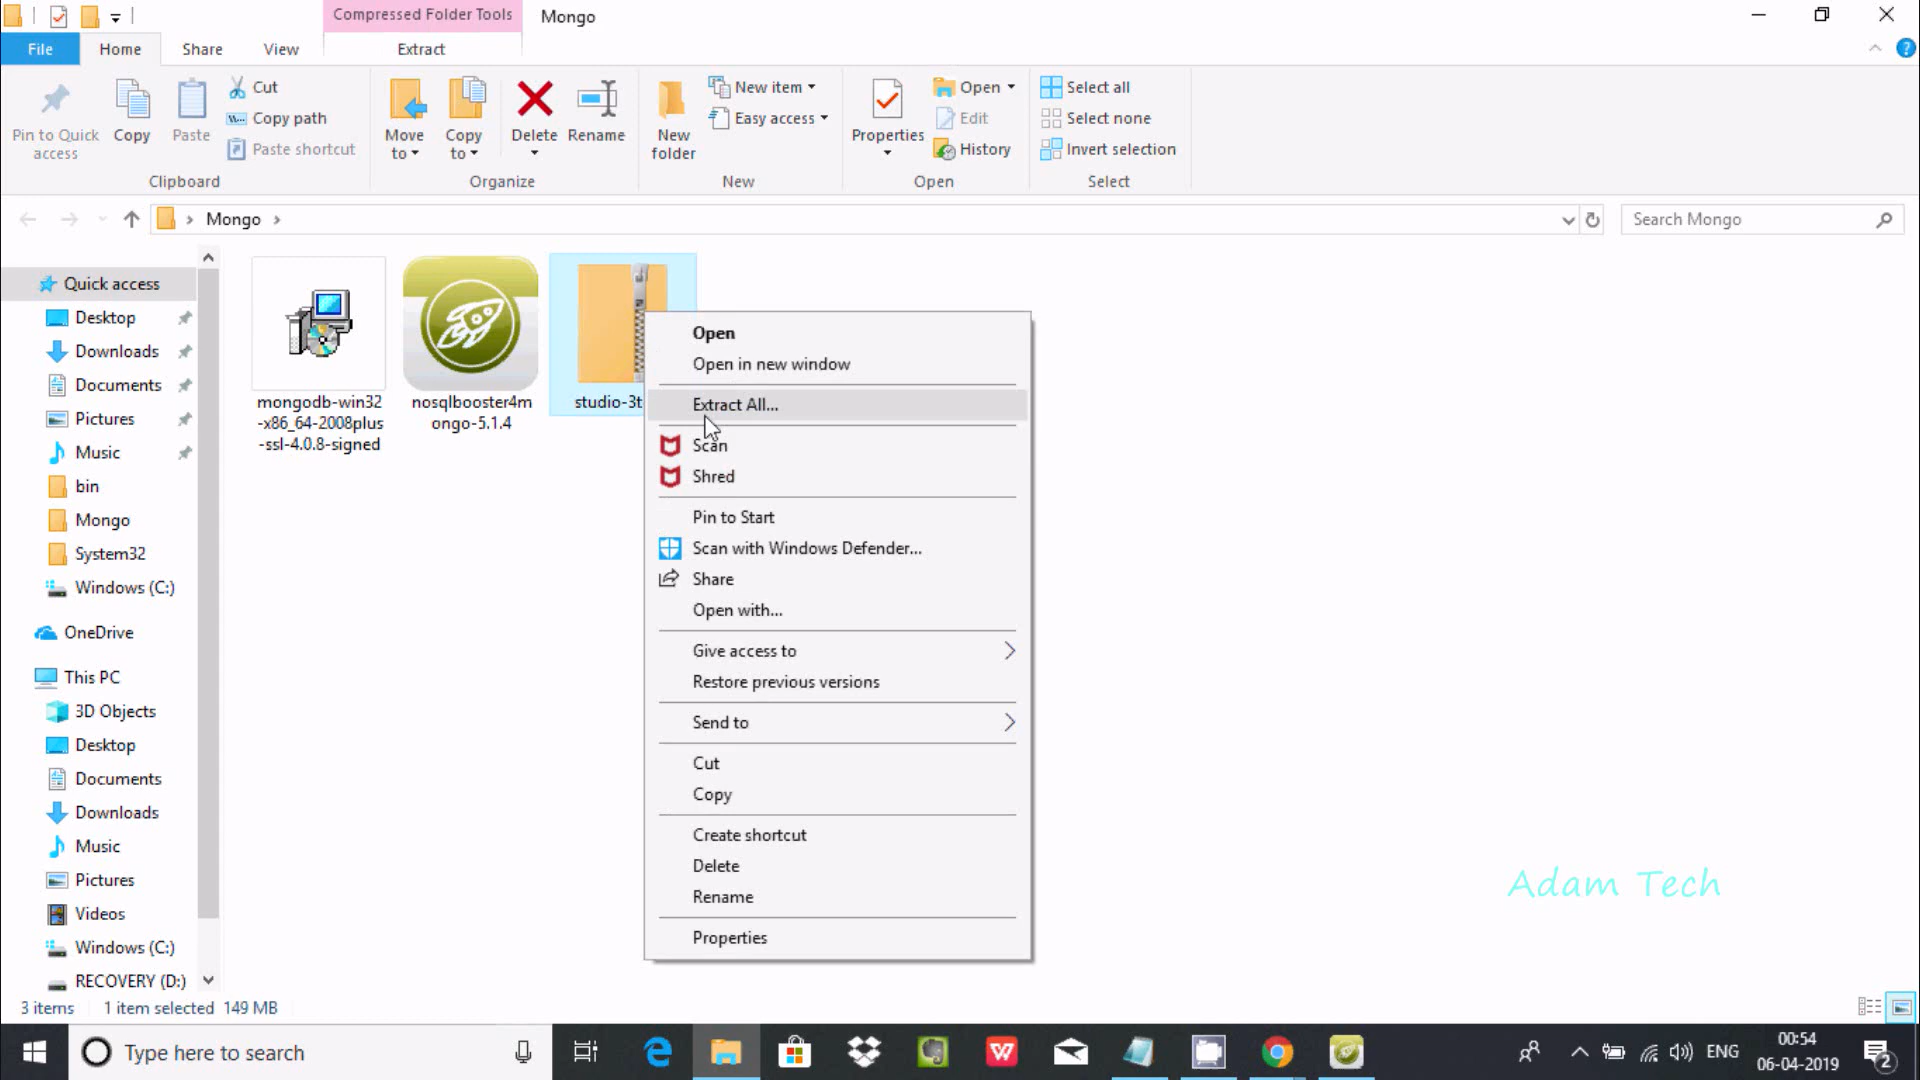 Compressed Folder Tools
Mongo
File
Home
Share
View
Extract
Pin to Quick
access
Copy
Paste
Cut
Copy path
Paste shortcut
Clipboard
Move
to
Copy
to
Delete
Rename
Organize
New
folder
New item
Easy access
New
Properties
Open
Edit
History
Open
Select all
Select none
Invert selection
Select
Mongo
Search Mongo
Quick access
Desktop
Downloads
Documents
Pictures
Music
bin
Mongo
System32
Windows (C:)
OneDrive
This PC
3D Objects
Desktop
Documents
Downloads
Music
Pictures
Videos
Windows (C:)
RECOVERY (D:)
mongodb-win32
-x86_64-2008plus
-ssl-4.0.8-signed
nosqlbooster4m
ongo-5.1.4
studio-3t
Open
Open in new window
Extract All...
Scan
Shred
Pin to Start
Scan with Windows Defender...
Share
Open with...
Give access to
Restore previous versions
Send to
Cut
Copy
Create shortcut
Delete
Rename
Properties
Adam Tech
3 items
1 item selected 149 MB
Type here to search
ENG
00:54
06-04-2019
2